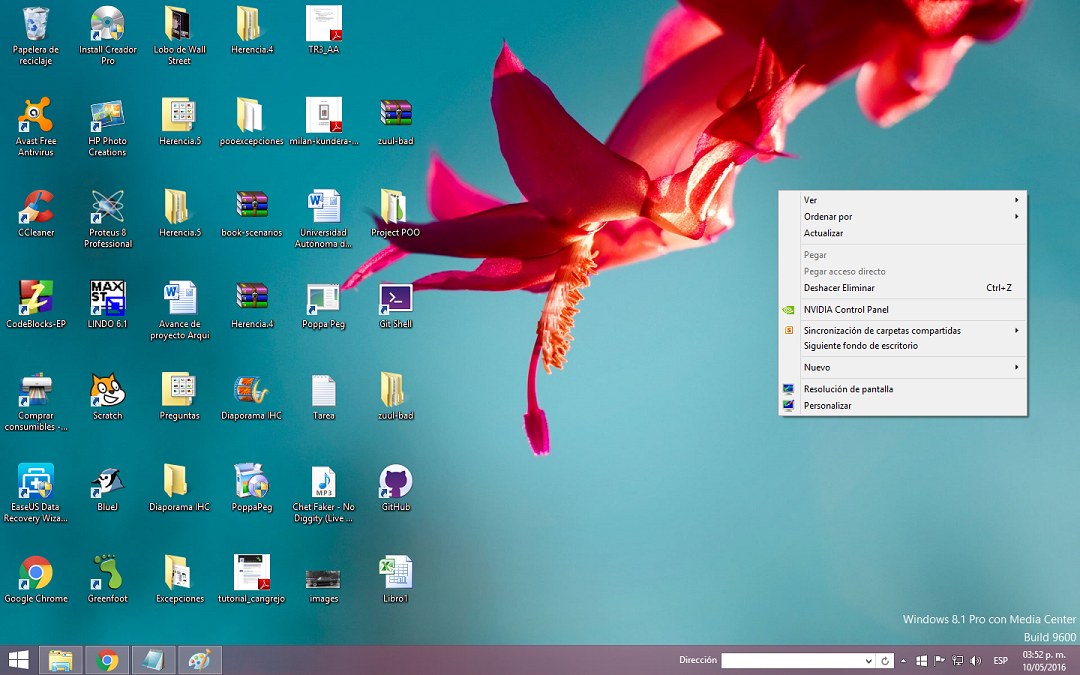 Papelera de
reciclaje
Install Creador
Pro
Lobo de Wall
Street
Herencia.4
TR3_AA
Avast Free
Antivirus
HP Photo
Creations
Herencia.5
pooexcepciones
milan-kundera-...
zuul-bad
CCleaner
Proteus 8
Professional
Herencia.5
book-scenarios
Universidad
Autónoma d...
Project POO
CodeBlocks-EP
MAX
ST
LINDO 6.1
Avance de
proyecto Arqui
Herencia.4
Poppa Peg
Git Shell
Comprar
consumibles -...
Scratch
Preguntas
Diaporama IHC
Tarea
zuul-bad
EaseUS Data
Recovery Wiza...
BlueJ
Diaporama IHC
PoppaPeg
MP3
Chet Faker - No
Diggity (Live ...
GitHub
Google Chrome
Greenfoot
Excepciones
tutorial_cangrejo
images
Libro1
Ver
Ordenar por
Actualizar
Pegar
Pegar acceso directo
Deshacer Eliminar Ctrl+Z
NVIDIA Control Panel
Sincronización de carpetas compartidas
Siguiente fondo de escritorio
Nuevo
Resolución de pantalla
Personalizar
Windows 8.1 Pro con Media Center
Build 9600
Dirección
ESP
03:52 p. m.
10/05/2016